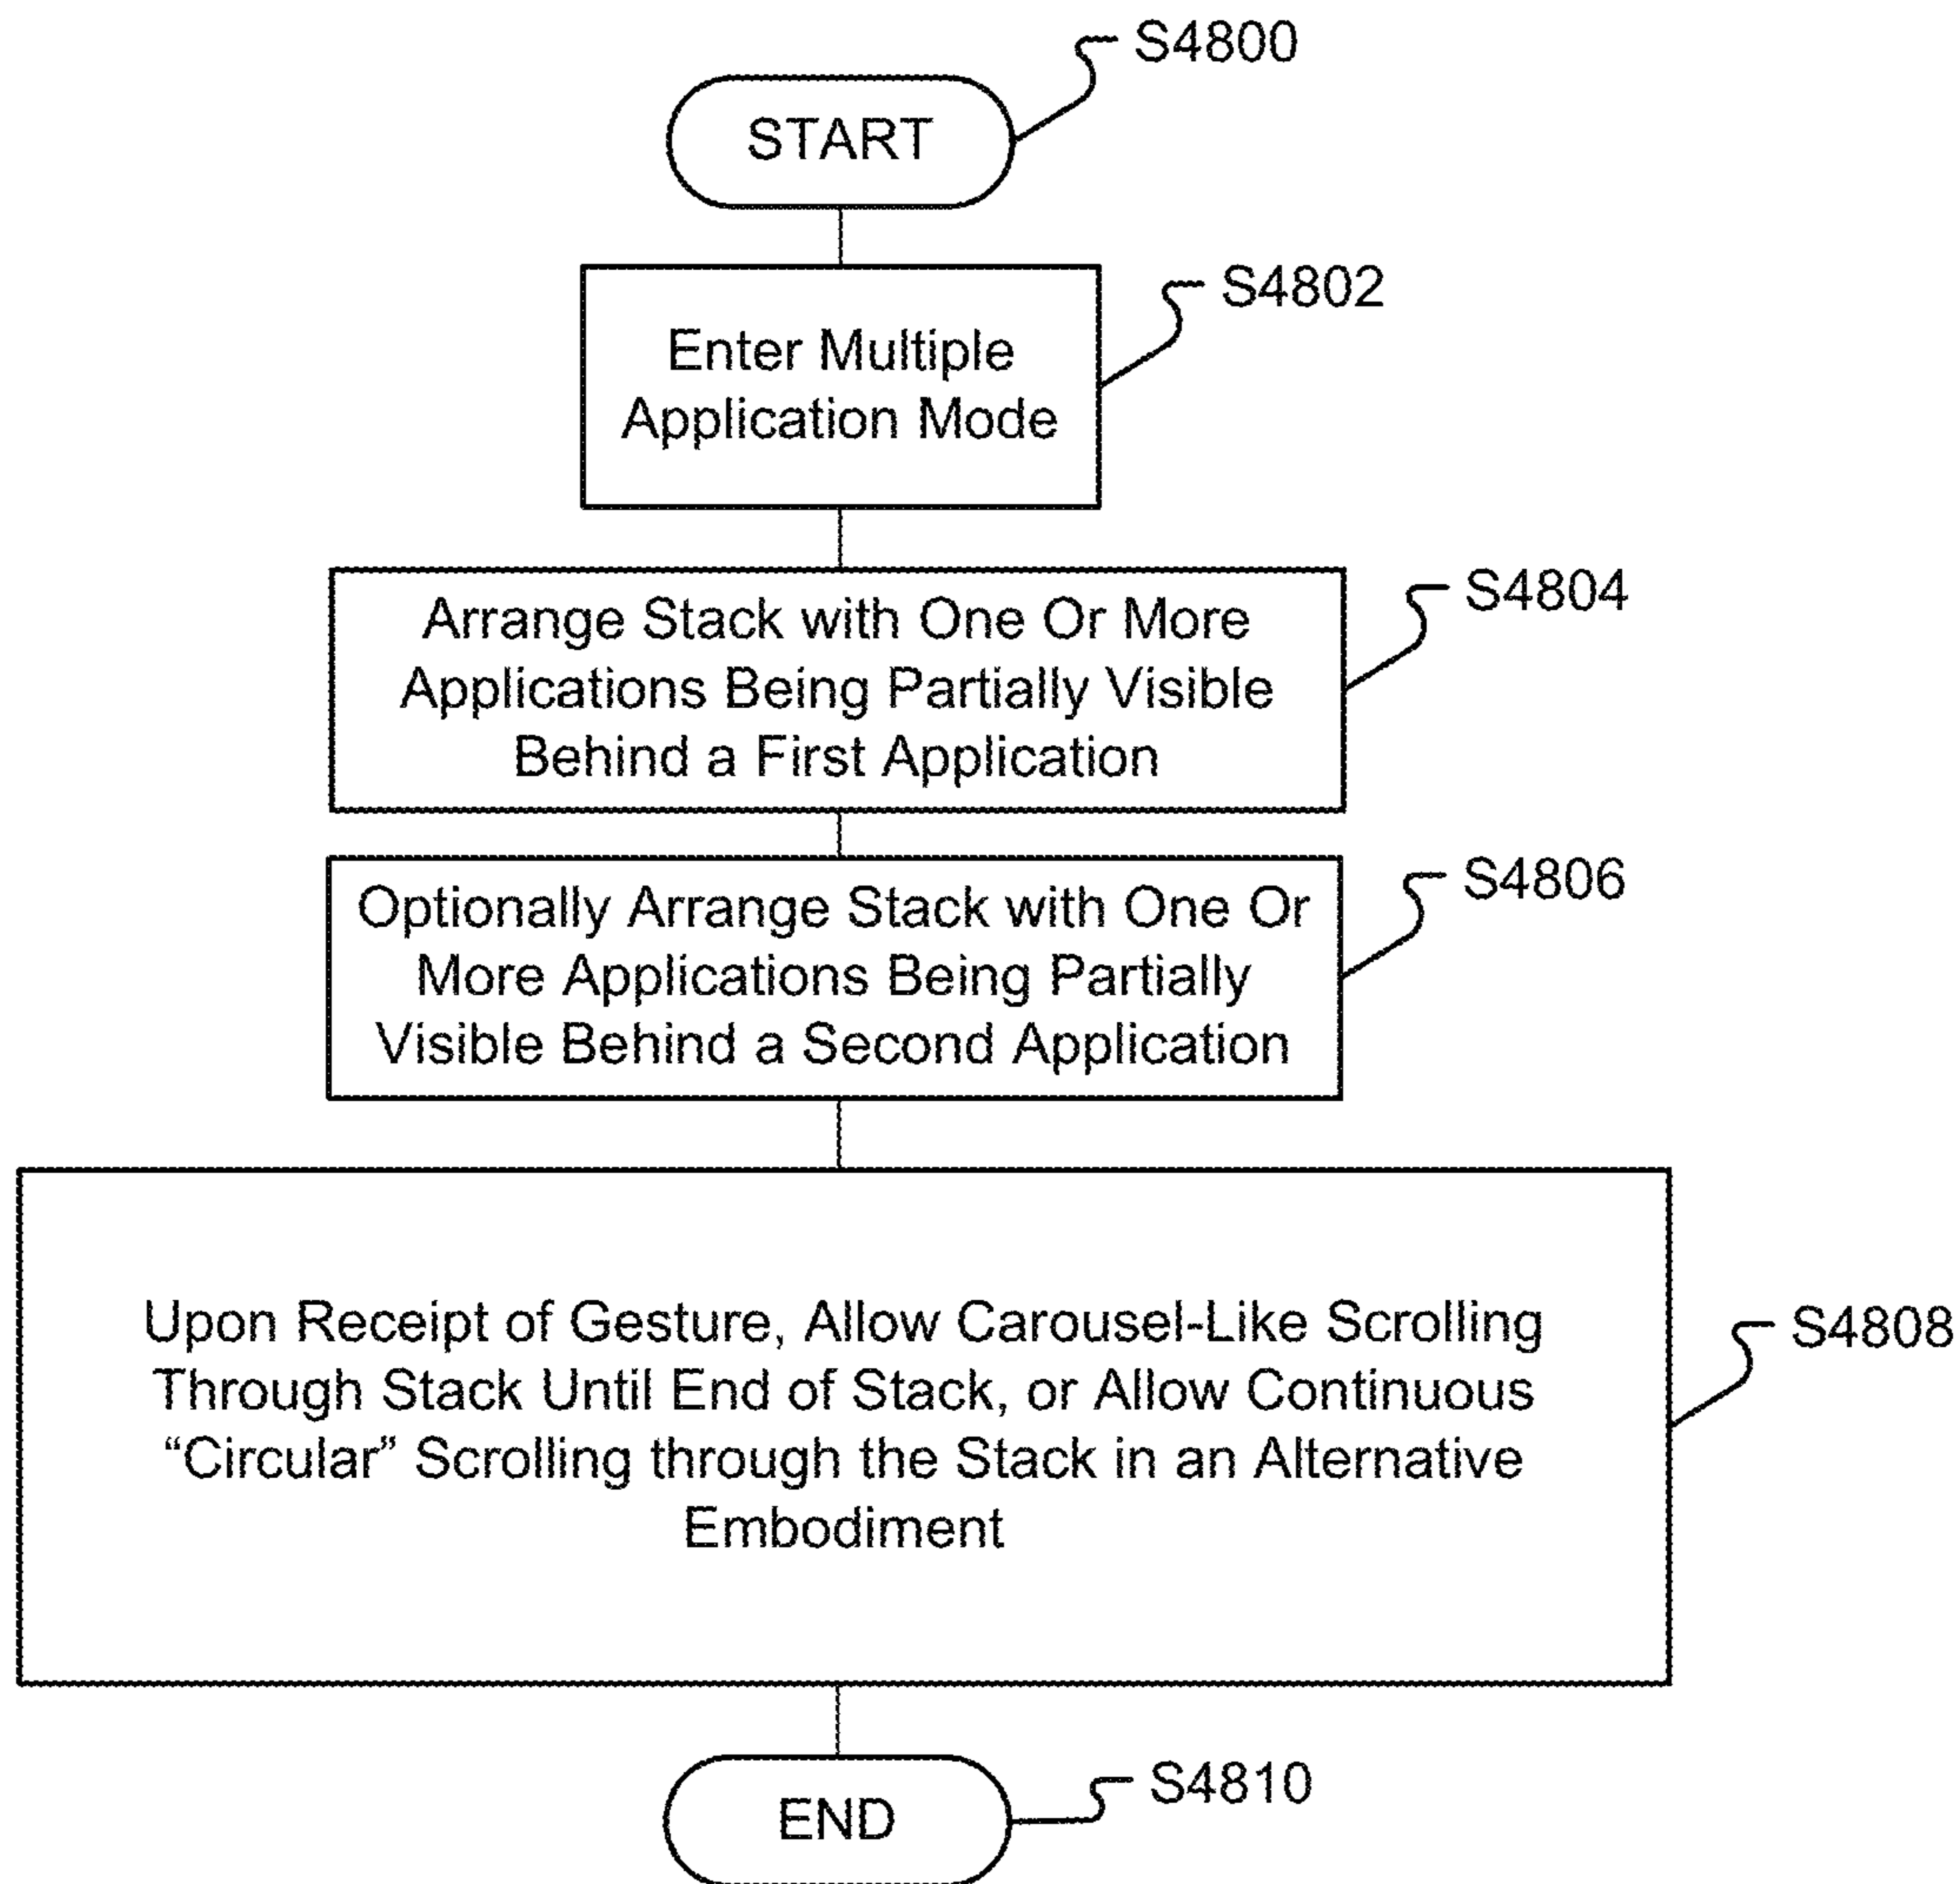 S4800
START
S4802
Enter Multiple
Application Mode
S4804
Arrange Stack with One Or More
Applications Being Partially Visible
Behind a First Application
S4806
Optionally Arrange Stack with One Or
More Applications Being Partially
Visible Behind a Second Application
S4808
Upon Receipt of Gesture, Allow Carousel-Like Scrolling
Through Stack Until End of Stack, or Allow Continuous
“Circular” Scrolling through the Stack in an Alternative
Embodiment
S4810
END